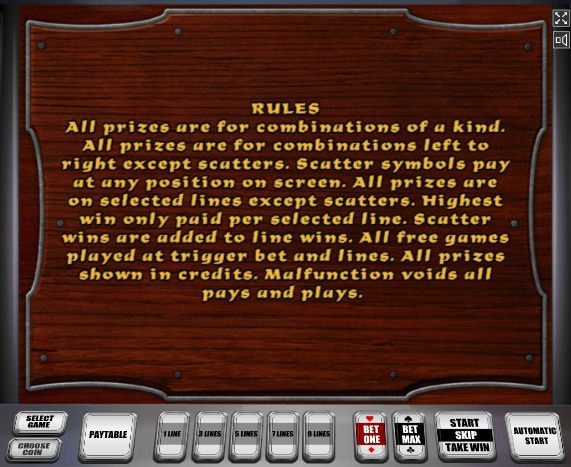 RULES
All prizes are for combinations of a kind.
All prizes are for combinations left to
right except scatters. Scatter symbols pay
at any position on screen. All prizes are
on selected lines except scatters. Highest
win only paid per selected line. Scatter
wins are added to line wins. All free games
played at trigger bet and lines. All prizes
shown in credits. Malfunction voids all
pays and plays.
SELECT
GAME
CHOOSE
COIN
PAYTABLE
1 LINE
3 LINES
5 LINES
7 LINES
9 LINES
BET
ONE
BET
MAX
START
SKIP
TAKE WIN
AUTOMATIC
START